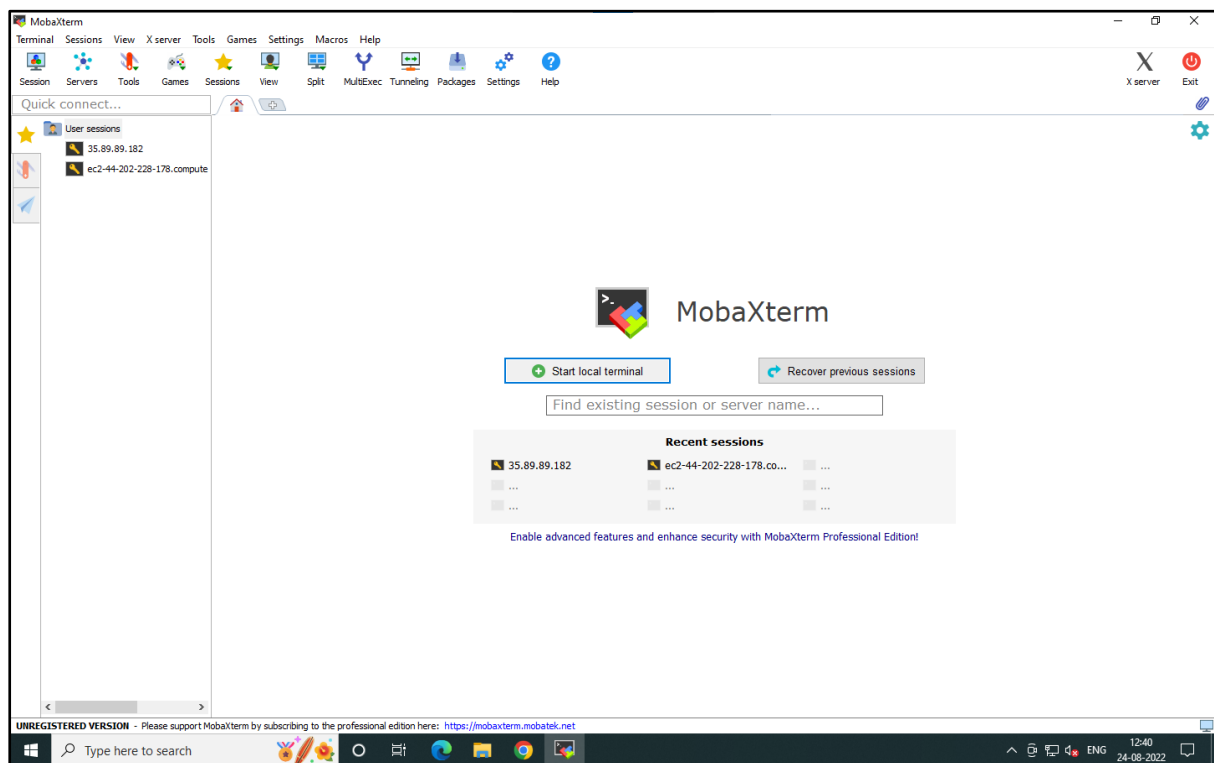 MobaXterm
Terminal Sessions View X server Tools Games Settings Macros Help
Session Servers Tools Games Sessions View Split MultiExec Tunneling Packages Settings Help X server Exit
Quick connect...
User sessions
35.89.89.182
ec2-44-202-228-178.compute
>_
MobaXterm
Start local terminal Recover previous sessions
Find existing session or server name...
Recent sessions
35.89.89.182 ec2-44-202-228-178.co... ...
... ... ...
... ... ...
Enable advanced features and enhance security with MobaXterm Professional Edition!
UNREGISTERED VERSION - Please support MobaXterm by subscribing to the professional edition here: https://mobaxterm.mobatek.net
Type here to search ENG 12:40
24-08-2022